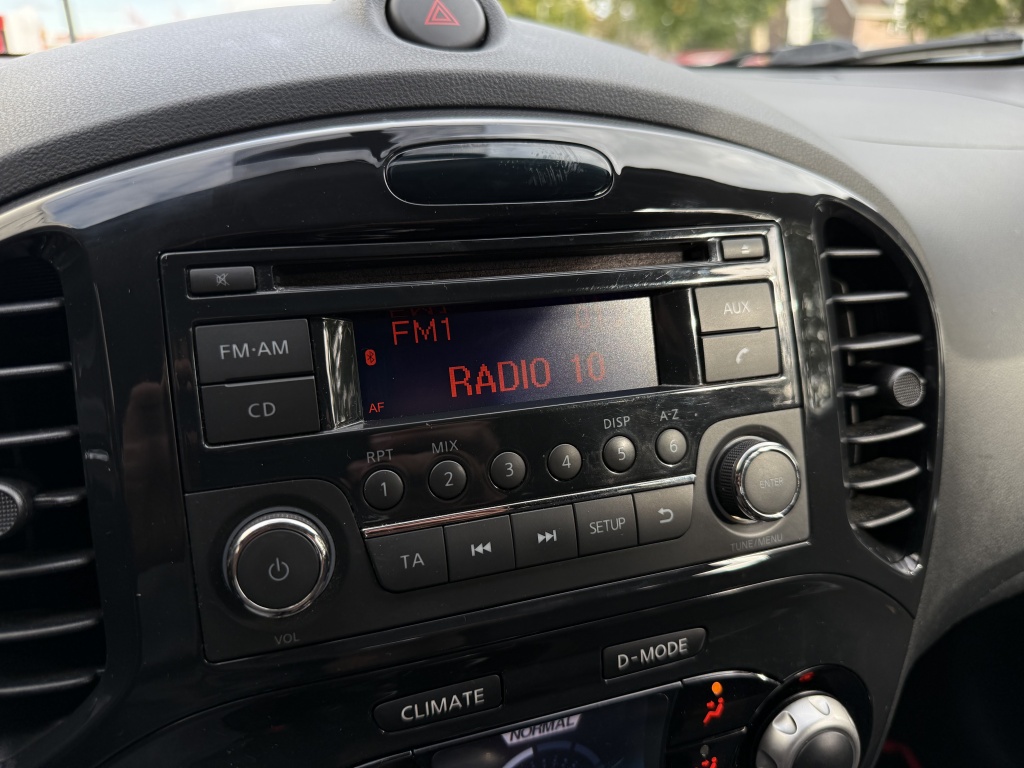 FM1
RADIO 10
AF
FM·AM
CD
AUX
RPT
MIX
DISP
A-Z
1
2
3
4
5
6
TA
SETUP
ENTER
TUNE/MENU
VOL
D-MODE
CLIMATE
NORMAL